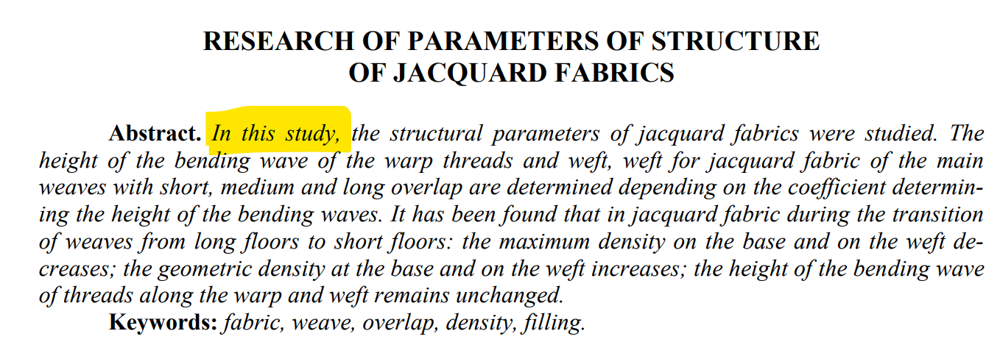 RESEARCH OF PARAMETERS OF STRUCTURE
OF JACQUARD FABRICS
Abstract. In this study, the structural parameters of jacquard fabrics were studied. The
height of the bending wave of the warp threads and weft, weft for jacquard fabric of the main
weaves with short, medium and long overlap are determined depending on the coefficient determin-
ing the height of the bending waves. It has been found that in jacquard fabric during the transition
of weaves from long floors to short floors: the maximum density on the base and on the weft de-
creases; the geometric density at the base and on the weft increases; the height of the bending wave
of threads along the warp and weft remains unchanged.
Keywords: fabric, weave, overlap, density, filling.